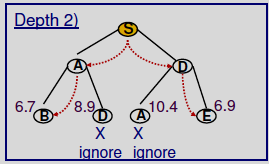 Depth 2)
S
A D
6.7 8.9 10.4 6.9
B D A E
X X
ignore ignore